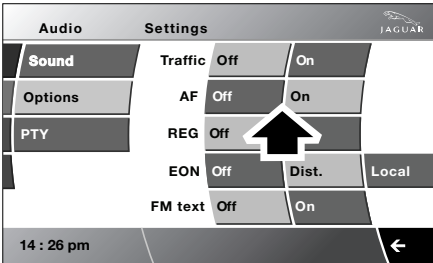 Audio Settings JAGUAR
Sound Traffic Off On
Options AF Off On
PTY REG Off
EON Off Dist. Local
FM text Off On
14 : 26 pm